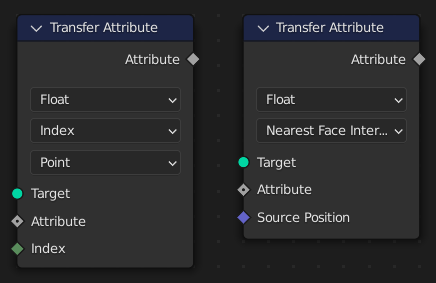 Transfer Attribute
Attribute
Float
Index
Point
Target
Attribute
Index
Transfer Attribute
Attribute
Float
Nearest Face Inter...
Target
Attribute
Source Position